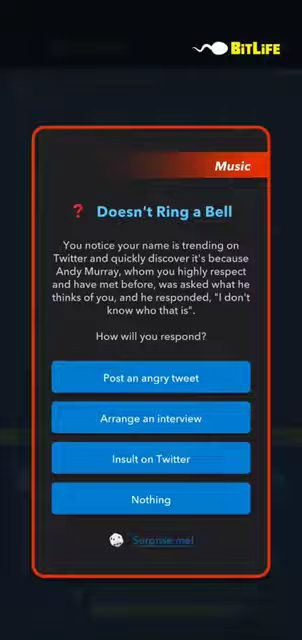 BITLIFE
Music
❓ Doesn't Ring a Bell
You notice your name is trending on
Twitter and quickly discover it's because
Andy Murray, whom you highly respect
and have met before, was asked what he
thinks of you, and he responded, "I don't
know who that is".
How will you respond?
Post an angry tweet
Arrange an interview
Insult on Twitter
Nothing
Surprise me!